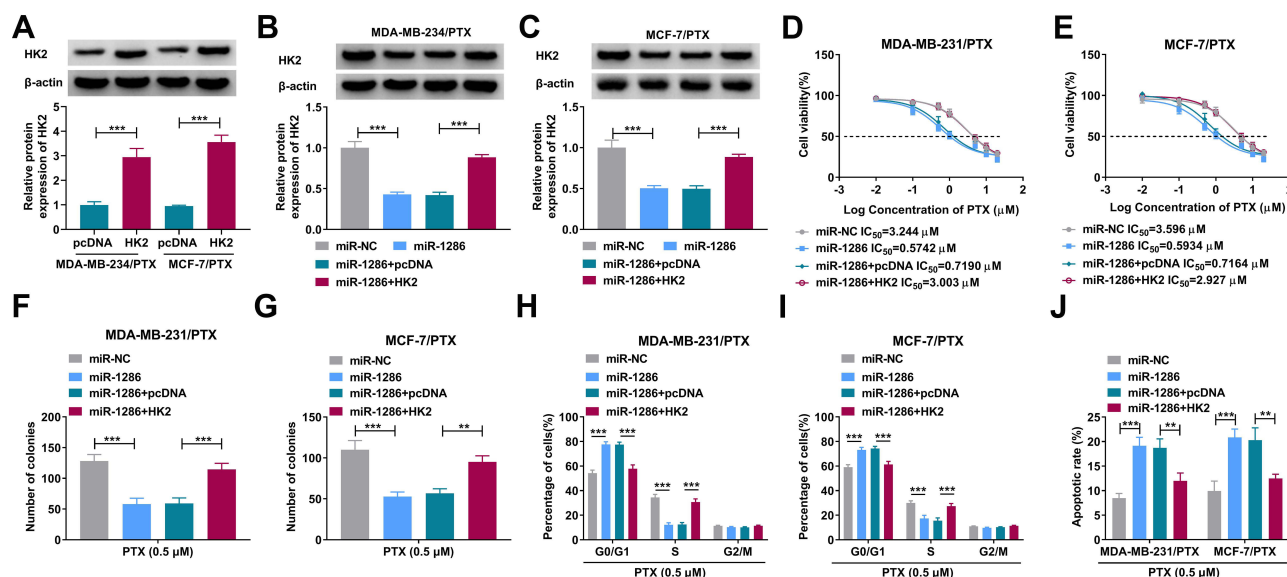 A
HK2
β-actin
Relative protein
expression of HK2
5
4
3
2
1
0
***
***
pcDNA HK2 pcDNA HK2
MDA-MB-234/PTX MCF-7/PTX
B
MDA-MB-234/PTX
HK2
β-actin
Relative protein
expression of HK2
1.5
1.0
0.5
0.0
***
***
miR-NC miR-1286
miR-1286+pcDNA
miR-1286+HK2
C
MCF-7/PTX
HK2
β-actin
Relative protein
expression of HK2
1.5
1.0
0.5
0.0
***
***
miR-NC miR-1286
miR-1286+pcDNA
miR-1286+HK2
D
MDA-MB-231/PTX
Cell viability(%)
150
100
50
0
-3 -2 -1 0 1 2
Log Concentration of PTX (μM)
miR-NC IC50=3.244 μM
miR-1286 IC50=0.5742 μM
miR-1286+pcDNA IC50=0.7190 μM
miR-1286+HK2 IC50=3.003 μM
E
MCF-7/PTX
Cell viability(%)
150
100
50
0
-3 -2 -1 0 1 2
Log Concentration of PTX (μM)
miR-NC IC50=3.596 μM
miR-1286 IC50=0.5934 μM
miR-1286+pcDNA IC50=0.7164 μM
miR-1286+HK2 IC50=2.927 μM
F
MDA-MB-231/PTX
miR-NC
miR-1286
miR-1286+pcDNA
miR-1286+HK2
Number of colonies
200
150
100
50
0
***
***
PTX (0.5 μM)
G
MCF-7/PTX
miR-NC
miR-1286
miR-1286+pcDNA
miR-1286+HK2
Number of colonies
150
100
50
0
***
**
PTX (0.5 μM)
H
MDA-MB-231/PTX
miR-NC
miR-1286
miR-1286+pcDNA
miR-1286+HK2
Percentage of cells(%)
100
80
60
40
20
0
*** ***
*** ***
G0/G1 S G2/M
PTX (0.5 μM)
I
MCF-7/PTX
miR-NC
miR-1286
miR-1286+pcDNA
miR-1286+HK2
Percentage of cells(%)
100
80
60
40
20
0
*** ***
*** ***
G0/G1 S G2/M
PTX (0.5 μM)
J
miR-NC
miR-1286
miR-1286+pcDNA
miR-1286+HK2
Apoptotic rate (%)
25
20
15
10
5
0
*** ** *** **
MDA-MB-231/PTX MCF-7/PTX
PTX (0.5 μM)